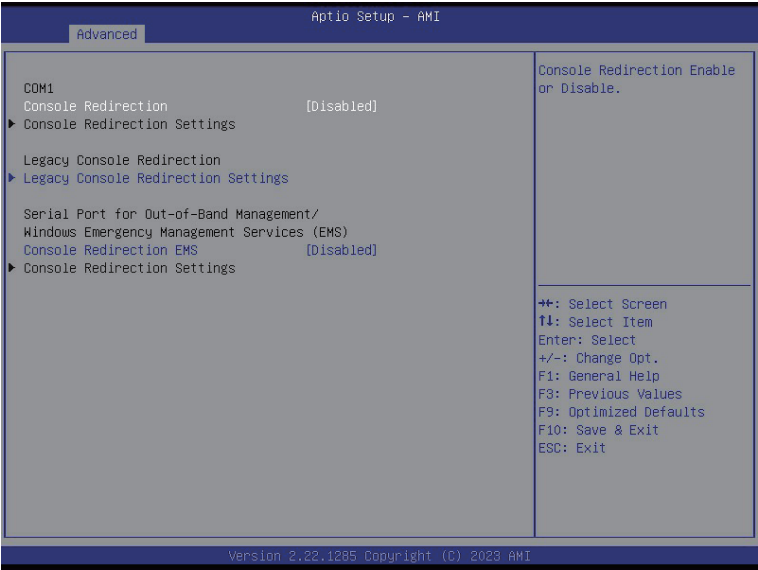 Aptio Setup – AMI
Advanced
COM1
Console Redirection [Disabled]
► Console Redirection Settings
Legacy Console Redirection
► Legacy Console Redirection Settings
Serial Port for Out-of-Band Management/
Windows Emergency Management Services (EMS)
Console Redirection EMS [Disabled]
► Console Redirection Settings
Console Redirection Enable
or Disable.
→←: Select Screen
↑↓: Select Item
Enter: Select
+/-: Change Opt.
F1: General Help
F3: Previous Values
F9: Optimized Defaults
F10: Save & Exit
ESC: Exit
Version 2.22.1285 Copyright (C) 2023 AMI